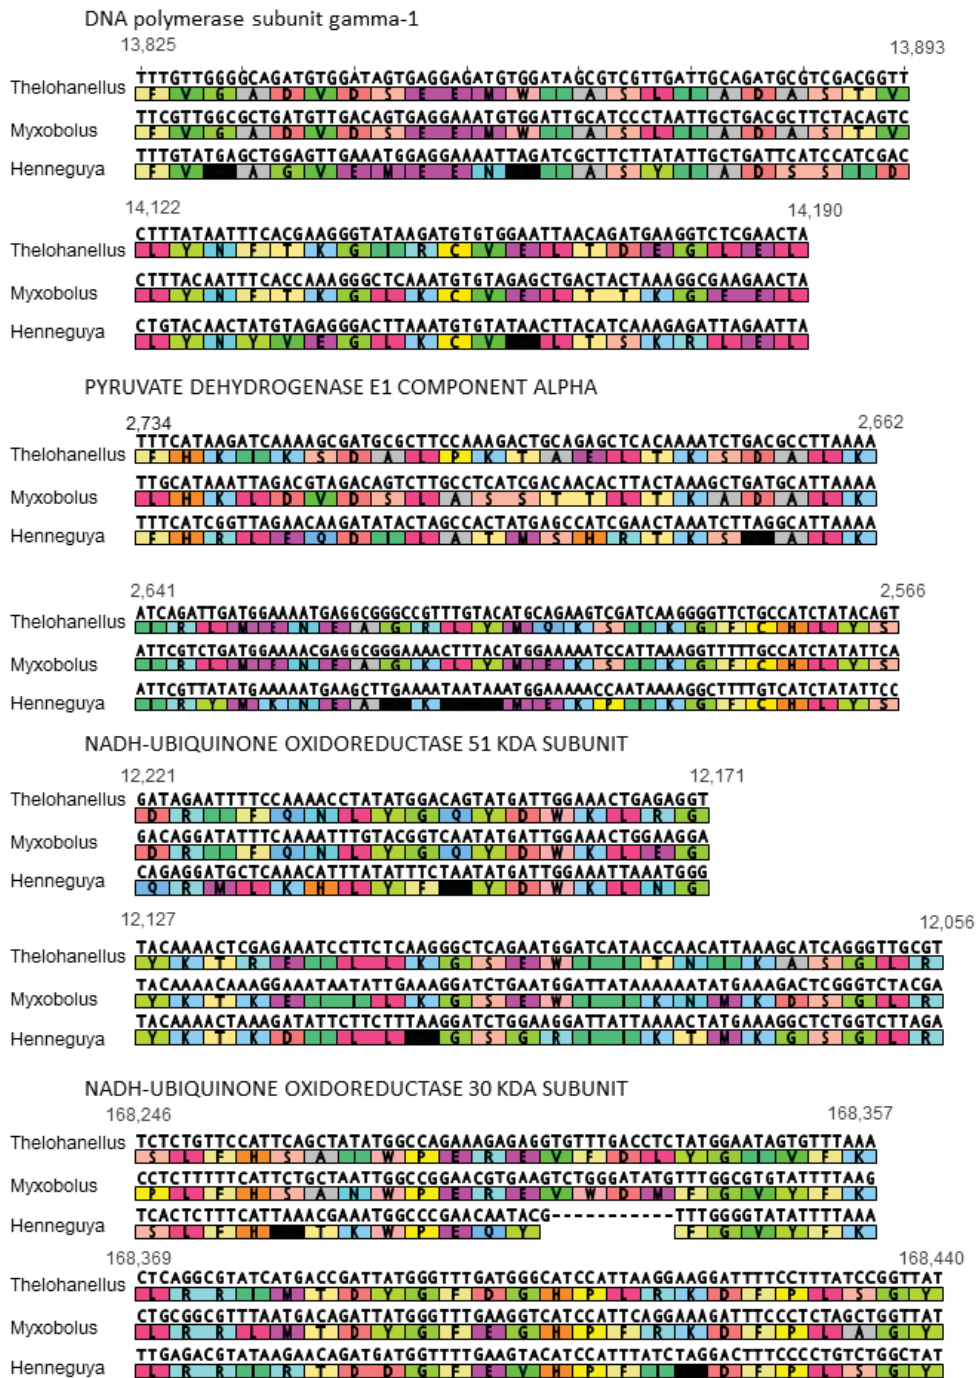 DNA polymerase subunit gamma-1
13,825 13,893
Thelohanellus TTTGTTGGGGCAGATGTGGATAGTGAGGAGATGTGGATAGCGTCGTTGATTGCAGATGCGTCGACGGTT
F V G A D V D S E E M W I A S L I A D A S T V
Myxobolus TTCGTTGGCGCTGATGTTGACAGTGAGGAAATGTGGATTGCATCCCTAATTGCTGACGCTTCTACAGTC
F V G A D V D S E E M W I A S L I A D A S T V
Henneguya TTTGTATGAGCTGGAGTTGAAATGGAGGAAAATTAGATCGCTTCTTATATTGCTGATTCATCCATCGAC
F V A G V E M E E N I A S Y I A D S S I D
14,122 14,190
Thelohanellus CTTTATAATTTCACGAAGGGTATAAGATGTGTGGAATTAACAGATGAAGGTCTCGAACTA
L Y N F T K G I R C V E L T D E G L E L
Myxobolus CTTTACAATTTCACCAAAGGGCTCAAATGTGTAGAGCTGACTACTAAAGGCGAAGAACTA
L Y N F T K G L K C V E L T T K G E E L
Henneguya CTGTACAACTATGTAGAGGGACTTAAATGTGTATAACTTACATCAAAGAGATTAGAATTA
L Y N Y V E G L K C V L T S K R L E L
PYRUVATE DEHYDROGENASE E1 COMPONENT ALPHA
2,734 2,662
Thelohanellus TTTCATAAGATCAAAAGCGATGCGCTTCCAAAGACTGCAGAGCTCACAAAATCTGACGCCTTAAAA
F H K I K S D A L P K T A E L T K S D A L K
Myxobolus TTGCATAAATTAGACGTAGACAGTCTTGCCTCATCGACAACACTTACTAAAGCTGATGCATTAAAA
L H K L D V D S L A S S T T L T K A D A L K
Henneguya TTTCATCGGTTAGAACAAGATATACTAGCCACTATGAGCCATCGAACTAAATCTTAGGCATTAAAA
F H R L E Q D I L A T M S H R T K S A L K
2,641 2,566
Thelohanellus ATCAGATTGATGGAAAATGAGGCGGGCCGTTTGTACATGCAGAAGTCGATCAAGGGGTTCTGCCATCTATACAGT
I R L M E N E A G R L Y M Q K S I K G F C H L Y S
Myxobolus ATTCGTCTGATGGAAAACGAGGCGGGAAAACTTTACATGGAAAAATCCATTAAAGGTTTTTGCCATCTATATTCA
I R L M E N E A G K L Y M E K S I K G F C H L Y S
Henneguya ATTCGTTATATGAAAAATGAAGCTTGAAAATAATAAATGGAAAAACCAATAAAAGGCTTTTGTCATCTATATTCC
I R Y M K N E A K M E K P I K G F C H L Y S
NADH-UBIQUINONE OXIDOREDUCTASE 51 KDA SUBUNIT
12,221 12,171
Thelohanellus GATAGAATTTTCCAAAACCTATATGGACAGTATGATTGGAAACTGAGAGGT
D R I F Q N L Y G Q Y D W K L R G
Myxobolus GACAGGATATTTCAAAATTTGTACGGTCAATATGATTGGAAACTGGAAGGA
D R I F Q N L Y G Q Y D W K L E G
Henneguya CAGAGGATGCTCAAACATTTATATTTCTAATATGATTGGAAATTAAATGGG
Q R M L K H L Y F Y D W K L N G
12,127 12,056
Thelohanellus TACAAAACTCGAGAAATCCTTCTCAAGGGCTCAGAATGGATCATAACCAACATTAAAGCATCAGGGTTGCGT
Y K T R E I L L K G S E W I I T N I K A S G L R
Myxobolus TACAAAACAAAGGAAATAATATTGAAAGGATCTGAATGGATTATAAAAAATATGAAAGACTCGGGTCTACGA
Y K T K E I I L K G S E W I I K N M K D S G L R
Henneguya TACAAAACTAAAGATATTCTTCTTTAAGGATCTGGAAGGATTATTAAAACTATGAAAGGCTCTGGTCTTAGA
Y K T K D I L L G S G R I I K T M K G S G L R
NADH-UBIQUINONE OXIDOREDUCTASE 30 KDA SUBUNIT
168,246 168,357
Thelohanellus TCTCTGTTCCATTCAGCTATATGGCCAGAAAGAGAGGTGTTTGACCTCTATGGAATAGTGTTTAAA
S L F H S A I W P E R E V F D L Y G I V F K
Myxobolus CCTCTTTTTCATTCTGCTAATTGGCCGGAACGTGAAGTCTGGGATATGTTTGGCGTGTATTTTAAG
P L F H S A N W P E R E V W D M F G V Y F K
Henneguya TCACTCTTTCATTAAACGAAATGGCCCGAACAATACG-----------TTTGGGGTATATTTTAAA
S L F H T K W P E Q Y F G V Y F K
168,369 168,440
Thelohanellus CTCAGGCGTATCATGACCGATTATGGGTTTGATGGGCATCCATTAAGGAAGGATTTTCCTTTATCCGGTTAT
L R R I M T D Y G F D G H P L R K D F P L S G Y
Myxobolus CTGCGGCGTTTAATGACAGATTATGGGTTTGAAGGTCATCCATTCAGGAAAGATTTCCCTCTAGCTGGTTAT
L R R L M T D Y G F E G H P F R K D F P L A G Y
Henneguya TTGAGACGTATAAGAACAGATGATGGTTTTGAAGTACATCCATTTATCTAGGACTTTCCCCTGTCTGGCTAT
L R R I R T D D G F E V H P F I D F P L S G Y